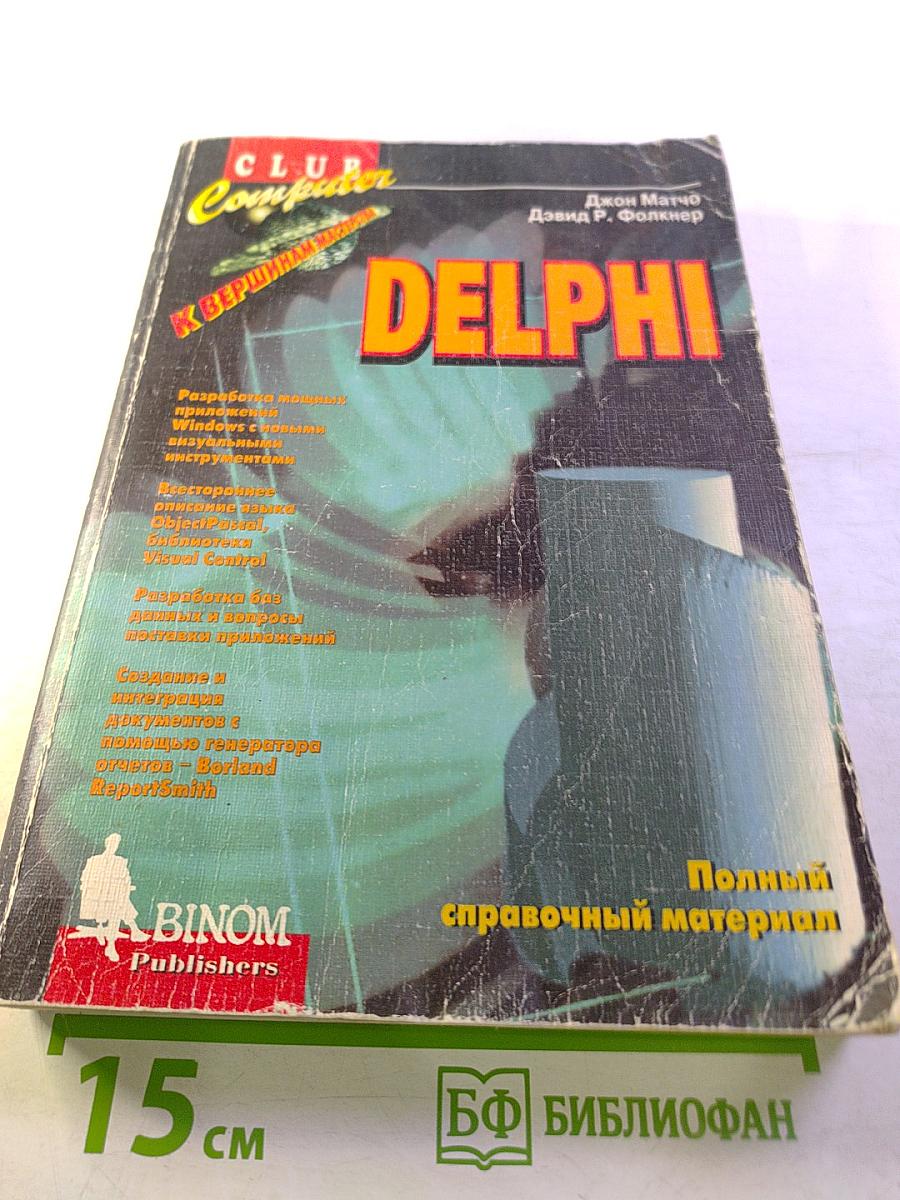 CLUB
Computer
Джон Матчо
Дэвид Р. Фолкнер
К ВЕРШИНАМ МАСТЕРСТВА
DELPHI
Разработка мощных
приложений
Windows с новыми
визуальными
инструментами
Всестороннее
описание языка
ObjectPascal,
библиотеки
Visual Control
Разработка баз
данных и вопросы
поставки приложений
Создание и
интеграция
документов с
помощью генератора
отчетов – Borland
ReportSmith
Полный
справочный материал
BINOM
Publishers
15 см
БФ БИБЛИОФАН